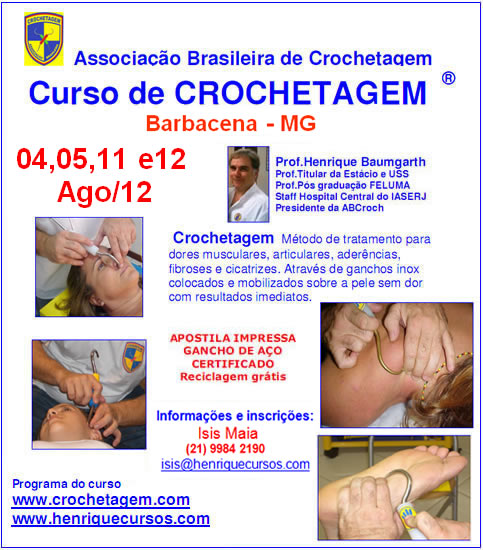 Associação Brasileira de Crochetagem
Curso de CROCHETAGEM ®
Barbacena - MG
04,05,11 e12
Ago/12
Prof.Henrique Baumgarth
Prof.Titular da Estácio e USS
Prof.Pós graduação FELUMA
Staff Hospital Central do IASERJ
Presidente da ABCroch
Crochetagem Método de tratamento para
dores musculares, articulares, aderências,
fibroses e cicatrizes. Através de ganchos inox
colocados e mobilizados sobre a pele sem dor
com resultados imediatos.
APOSTILA IMPRESSA
GANCHO DE AÇO
CERTIFICADO
Reciclagem grátis
Informações e inscrições:
Isis Maia
(21) 9984 2190
isis@henriquecursos.com
Programa do curso
www.crochetagem.com
www.henriquecursos.com